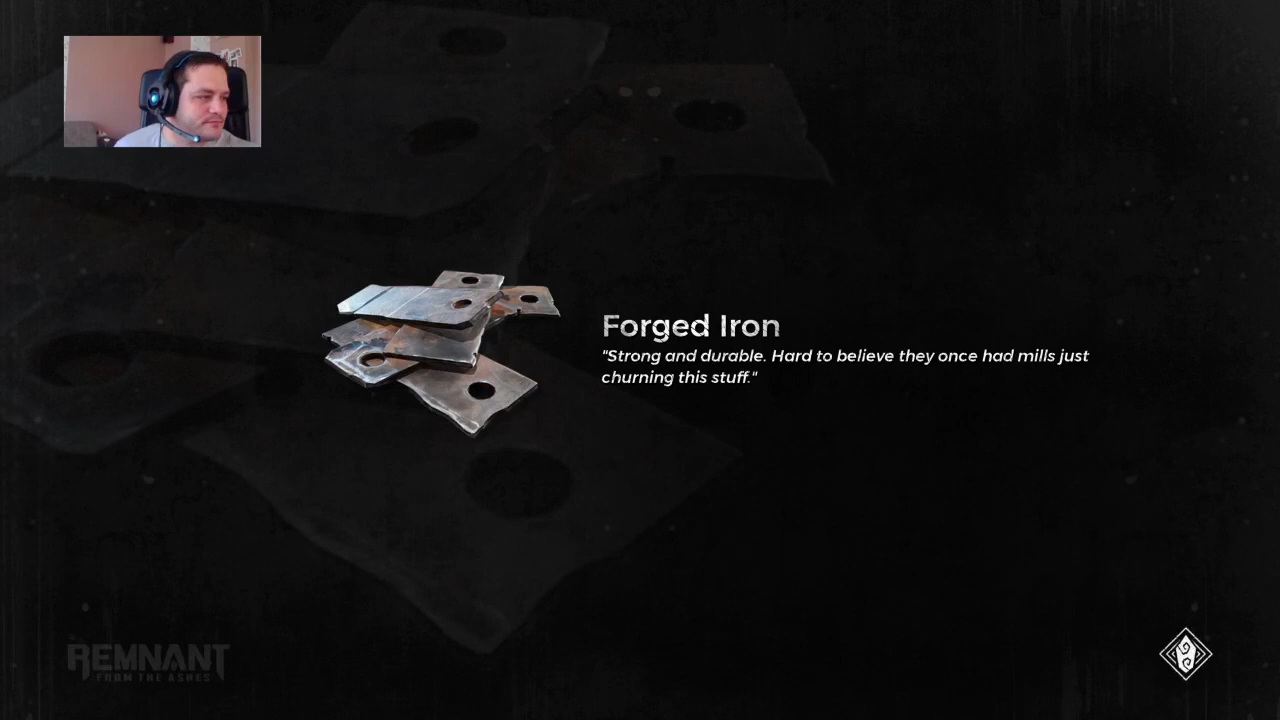 Forged Iron
"Strong and durable. Hard to believe they once had mills just
churning this stuff."
REMNANT
FROM THE ASHES